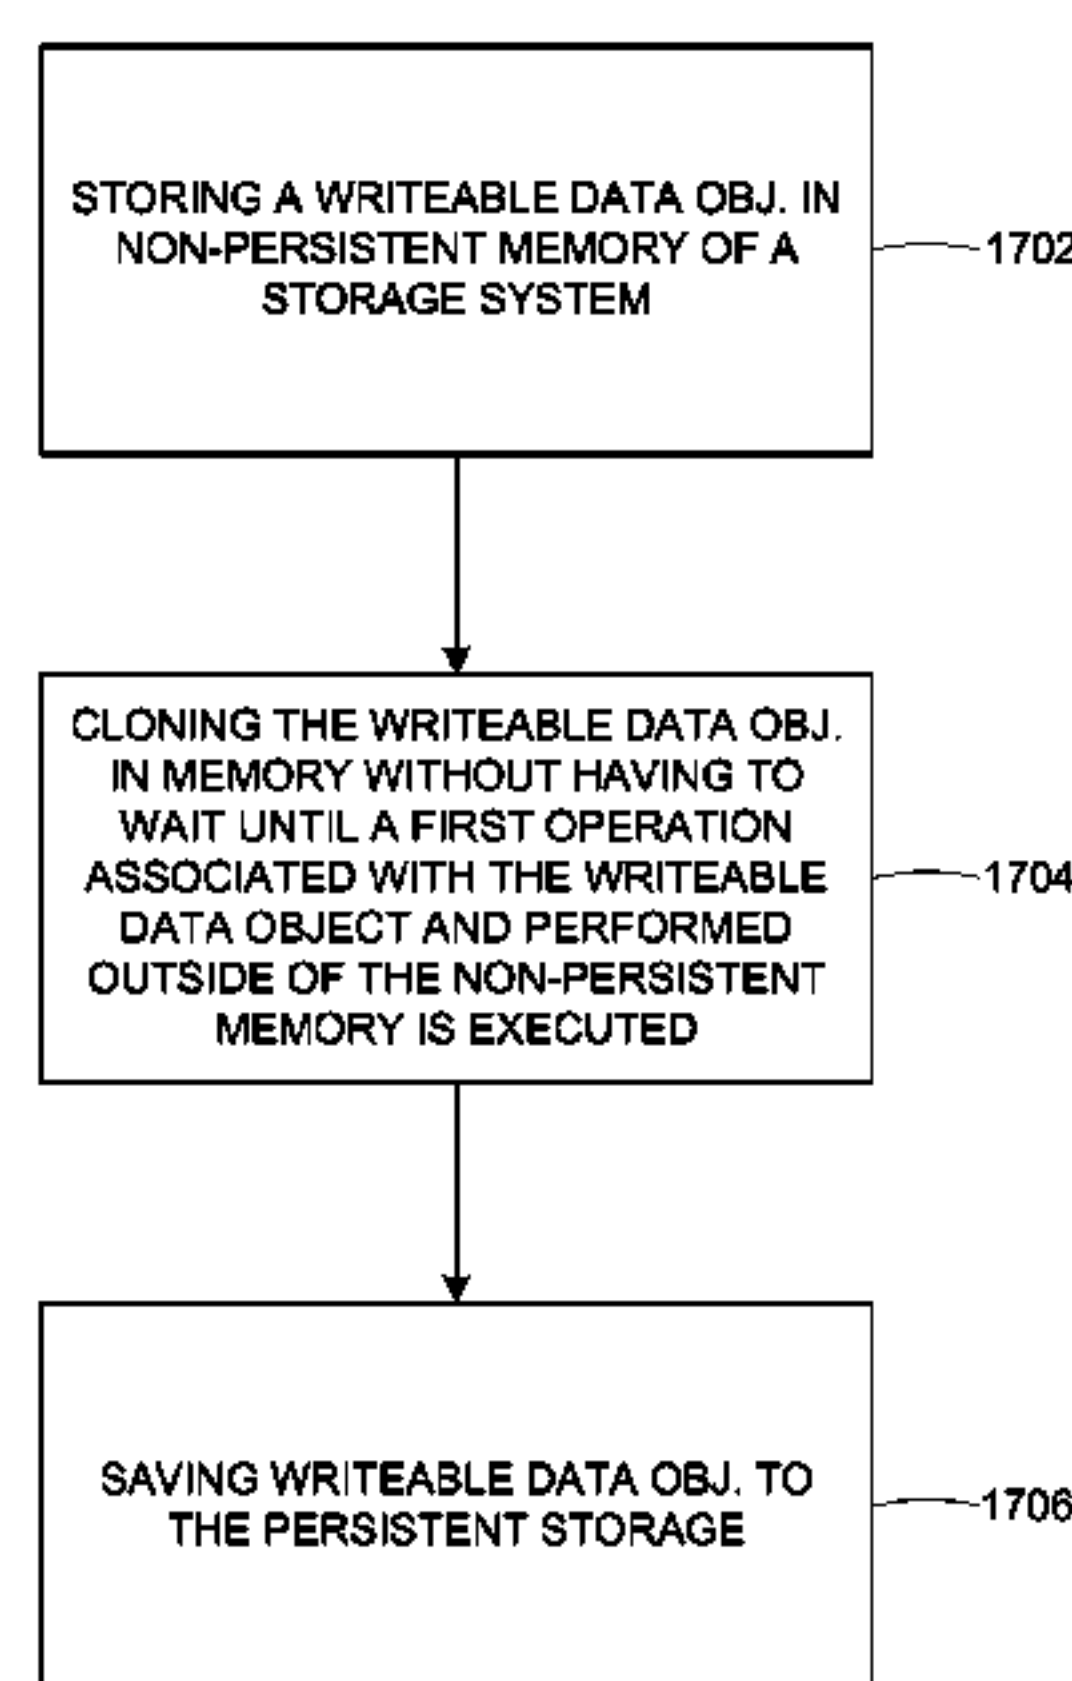 STORING A WRITEABLE DATA OBJ. IN
NON-PERSISTENT MEMORY OF A
STORAGE SYSTEM
1702
CLONING THE WRITEABLE DATA OBJ.
IN MEMORY WITHOUT HAVING TO
WAIT UNTIL A FIRST OPERATION
ASSOCIATED WITH THE WRITEABLE
DATA OBJECT AND PERFORMED
OUTSIDE OF THE NON-PERSISTENT
MEMORY IS EXECUTED
1704
SAVING WRITEABLE DATA OBJ. TO
THE PERSISTENT STORAGE
1706